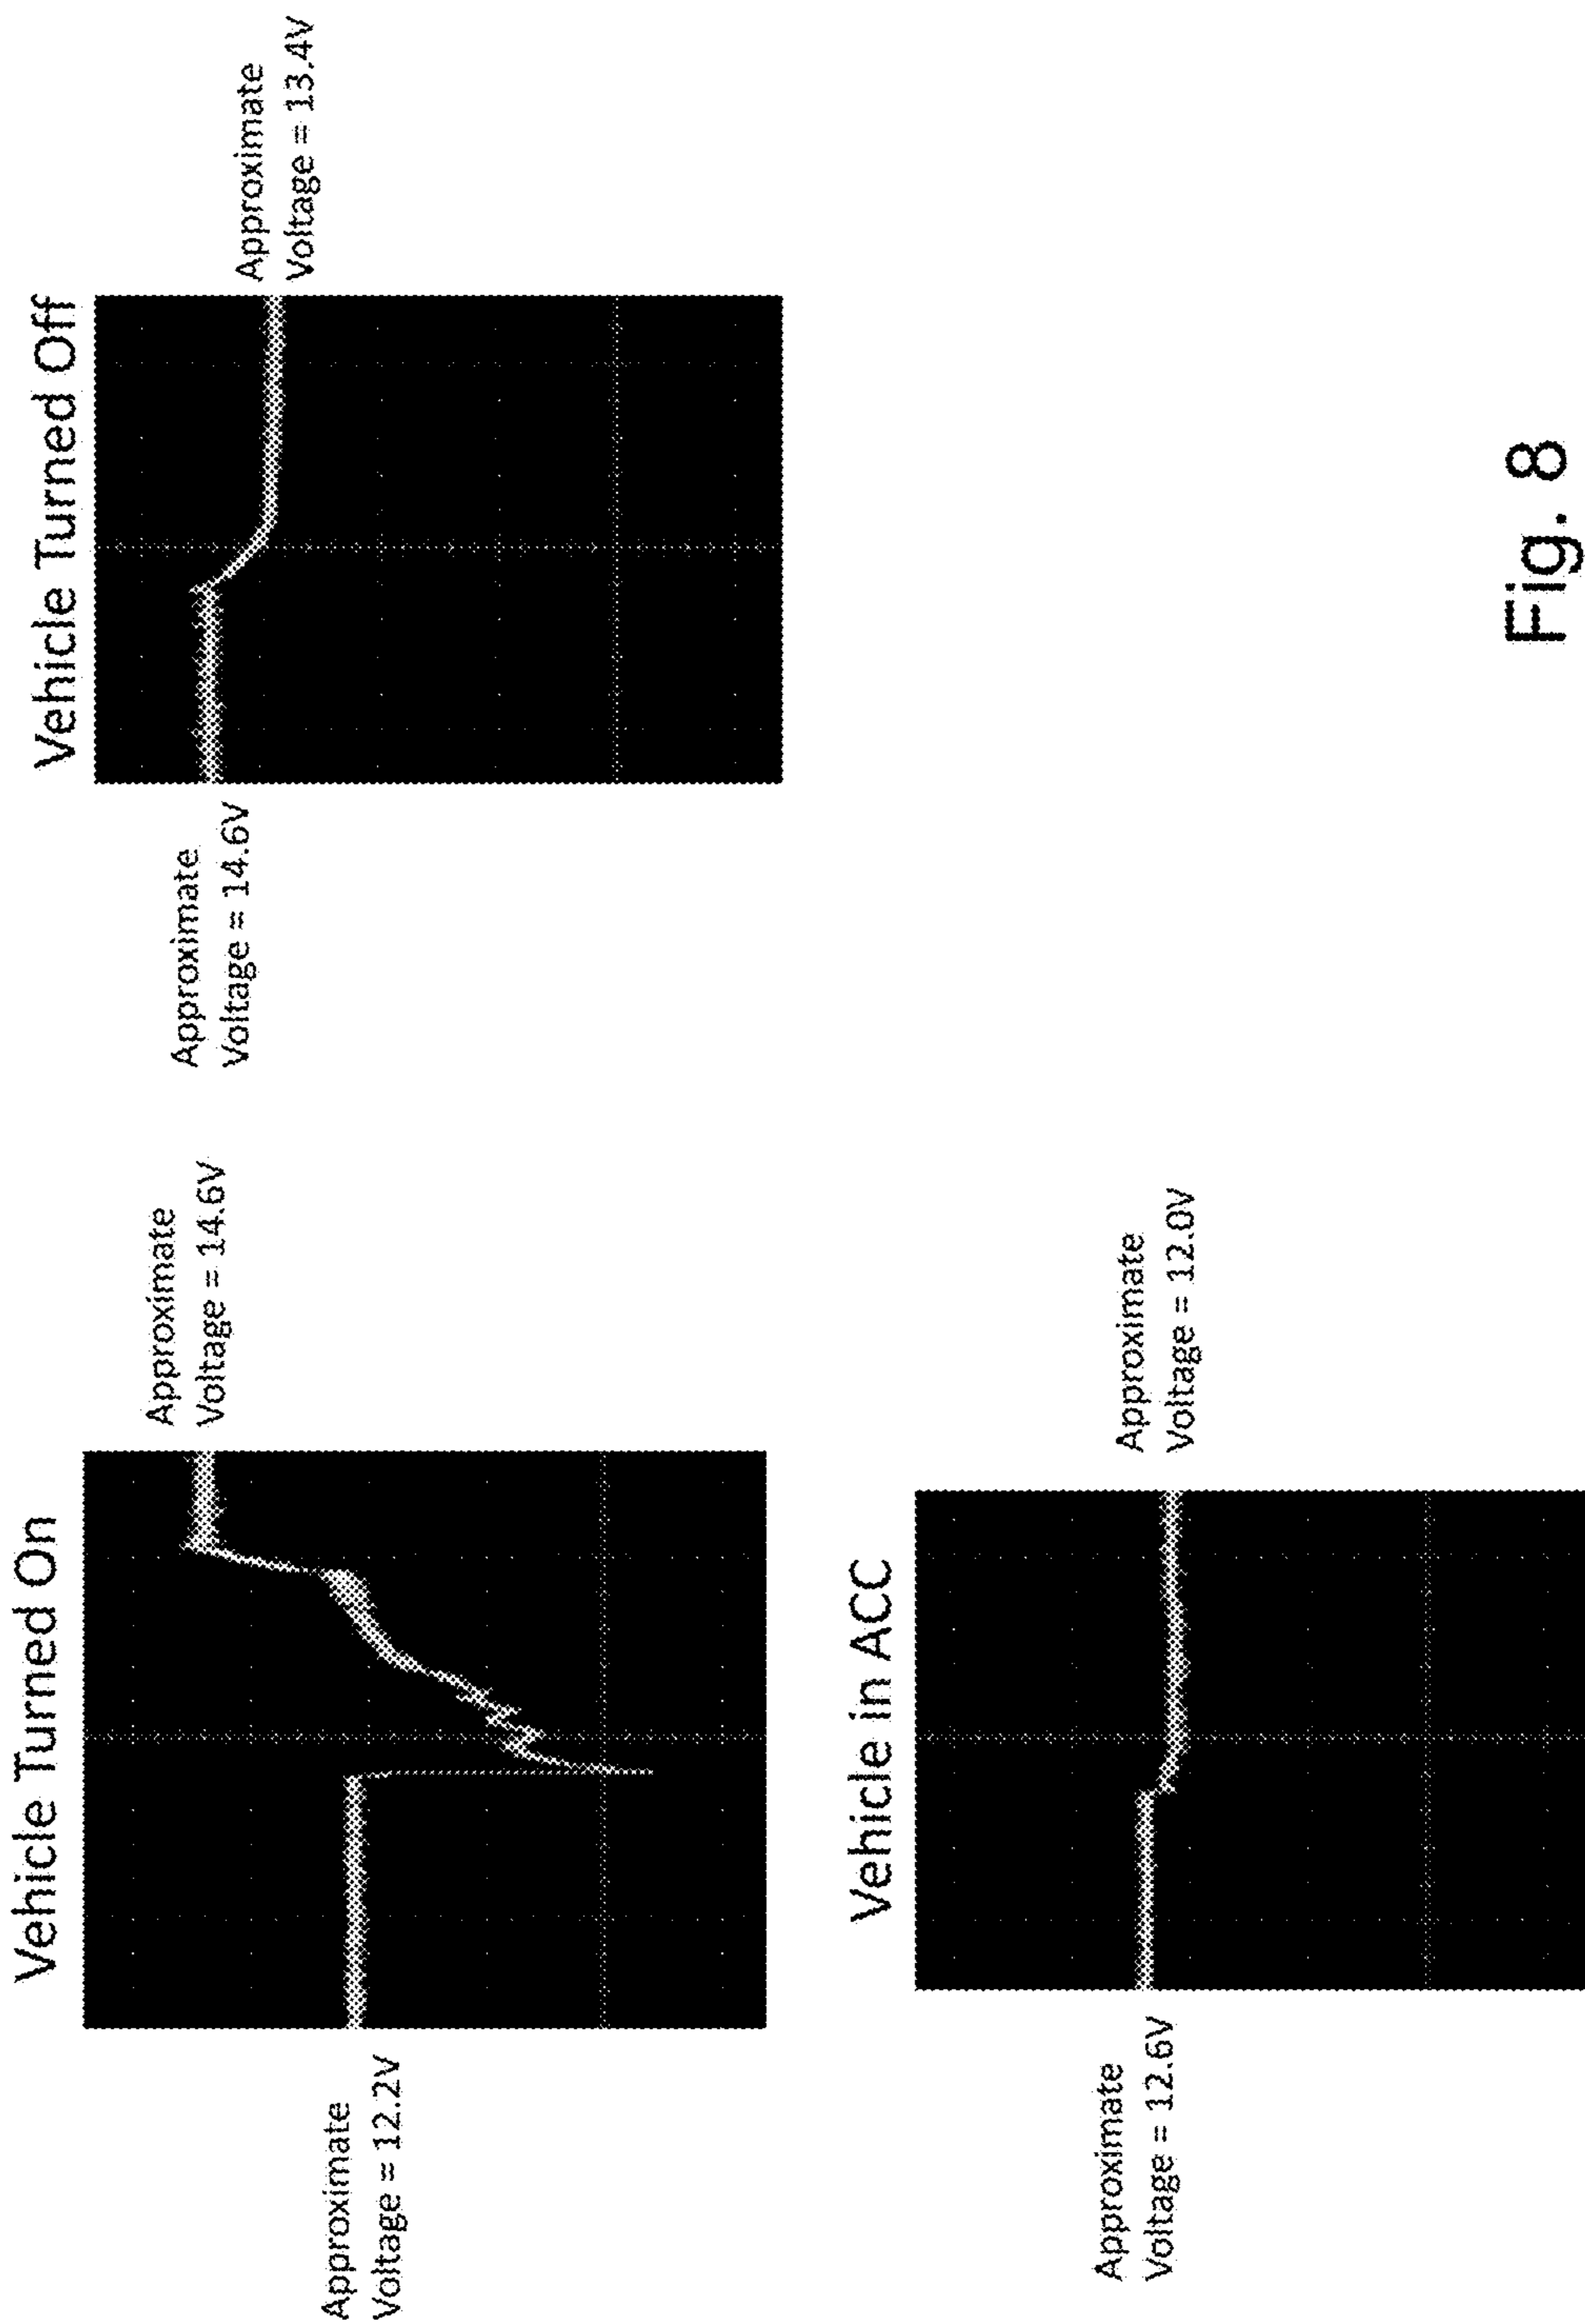 Vehicle Turned On
Approximate
Voltage = 12.2V
Approximate
Voltage = 14.6V
Vehicle Turned Off
Approximate
Voltage = 14.6V
Approximate
Voltage = 13.4V
Vehicle in ACC
Approximate
Voltage = 12.6V
Approximate
Voltage = 12.0V
Fig. 8